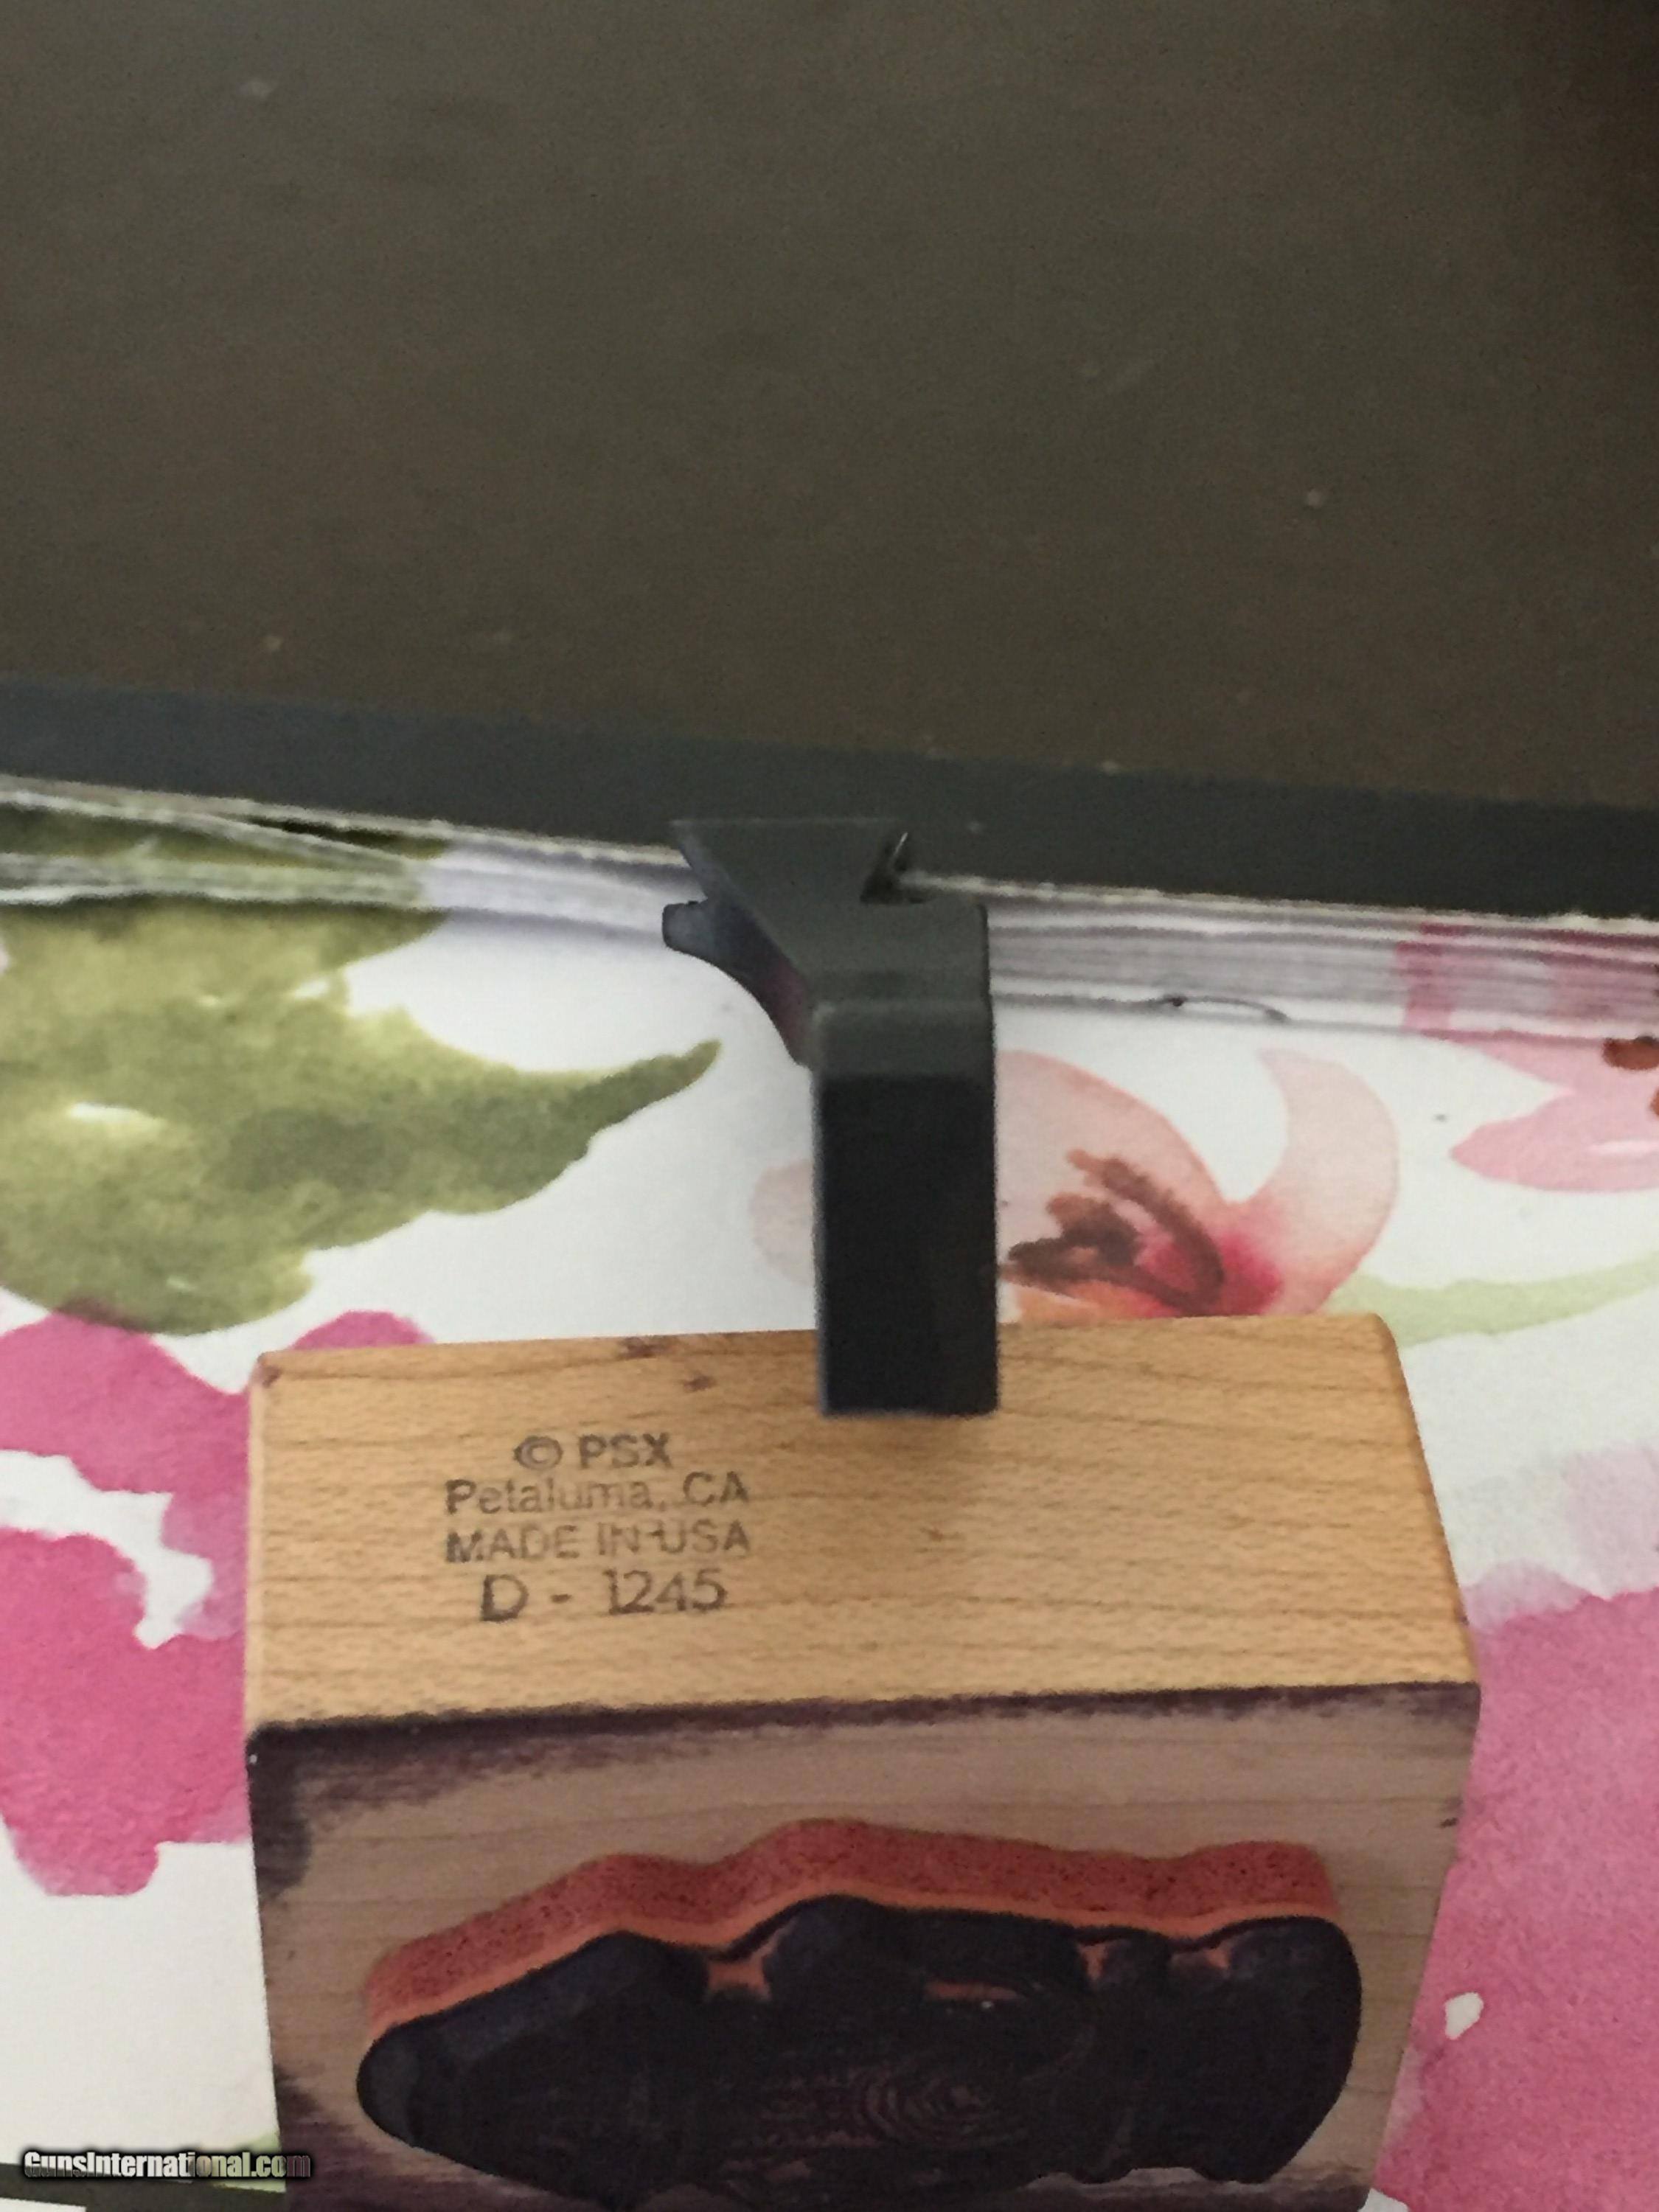 © PSX
Petaluma, CA
MADE IN USA
D - 1245
GunsInternational.com